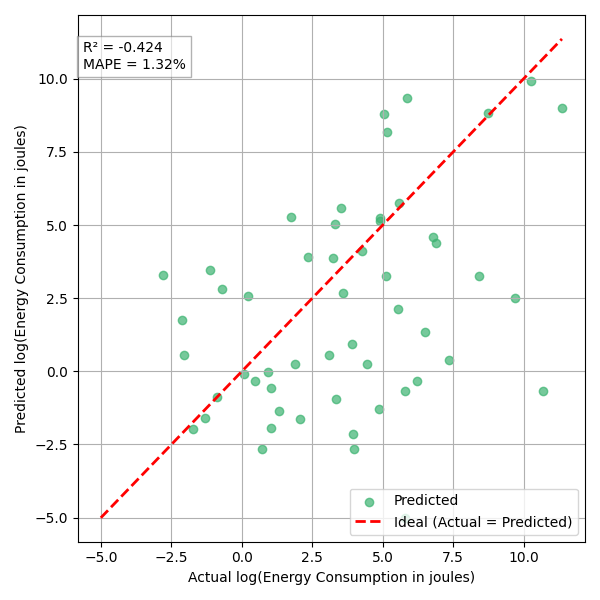 R² = -0.424
MAPE = 1.32%
10.0
7.5
5.0
2.5
0.0
−2.5
−5.0
Predicted log(Energy Consumption in joules)
Predicted
Ideal (Actual = Predicted)
−5.0 −2.5 0.0 2.5 5.0 7.5 10.0
Actual log(Energy Consumption in joules)